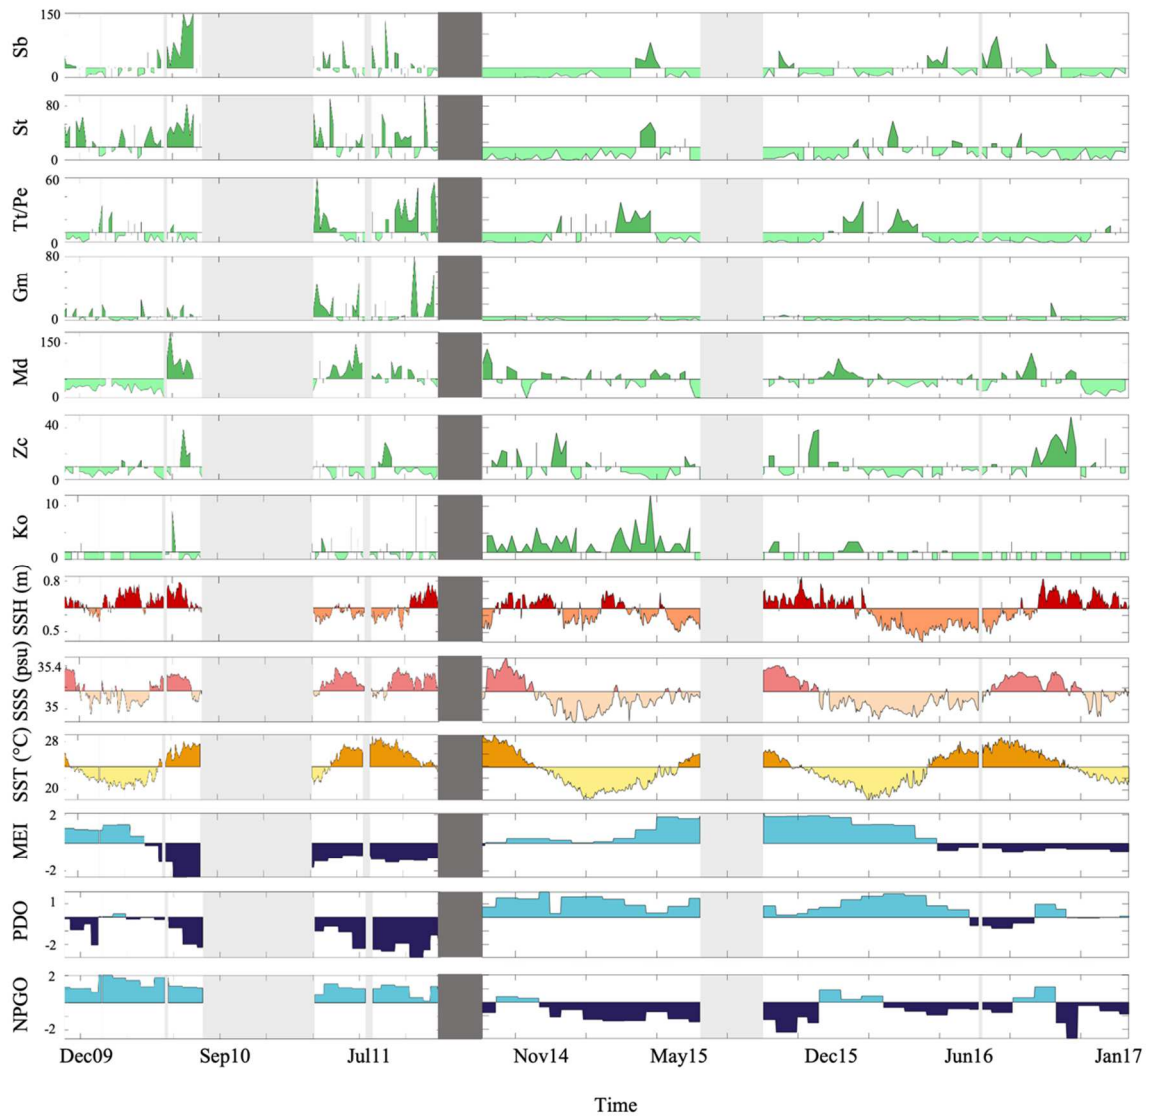 150
Sb
0
80
St
0
60
Tt/Pe
0
80
Gm
0
150
Md
0
40
Zc
0
10
Ko
0
0.8
SSH (m)
0.5
35.4
SSS (psu)
35
28
SST (°C)
20
2
MEI
-2
1
PDO
-2
2
NPGO
-2
Dec09 Sep10 Jul11 Nov14 May15 Dec15 Jun16 Jan17
Time